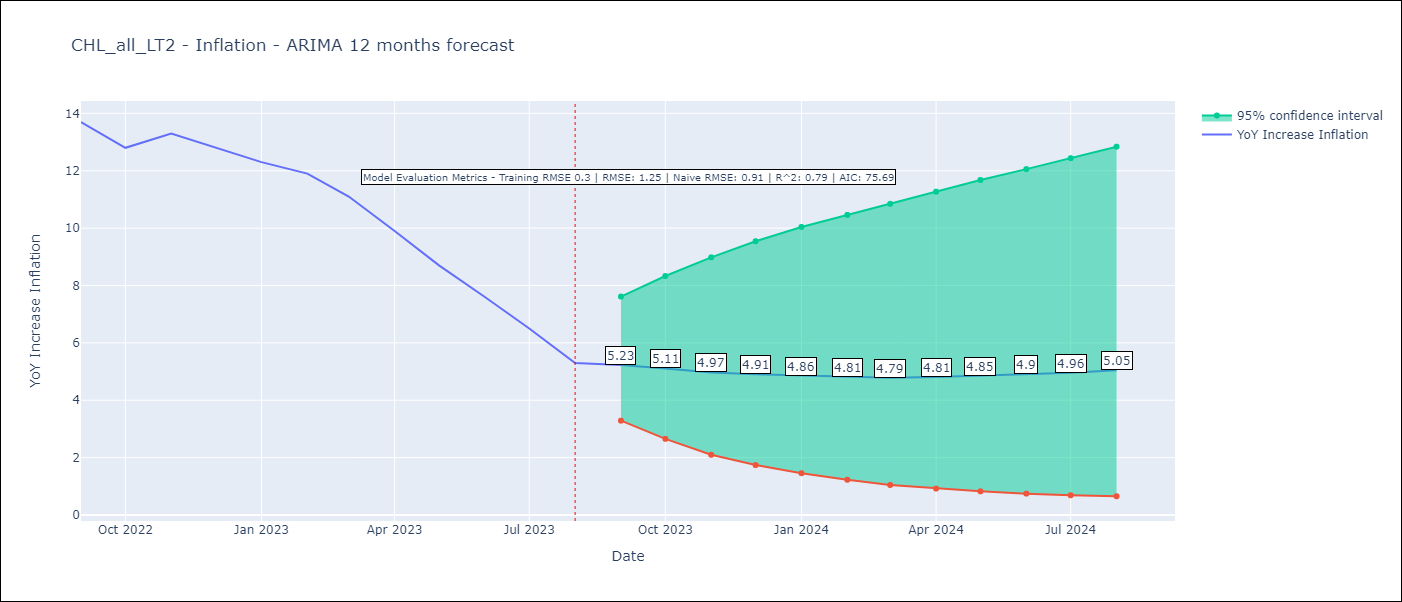 CHL_all_LT2 - Inflation - ARIMA 12 months forecast
95% confidence interval
YoY Increase Inflation
Model Evaluation Metrics - Training RMSE 0.3 | RMSE: 1.25 | Naive RMSE: 0.91 | R^2: 0.79 | AIC: 75.69
YoY Increase Inflation
14
12
10
8
6
4
2
0
5.23
5.11
4.97
4.91
4.86
4.81
4.79
4.81
4.85
4.9
4.96
5.05
Oct 2022
Jan 2023
Apr 2023
Jul 2023
Oct 2023
Jan 2024
Apr 2024
Jul 2024
Date